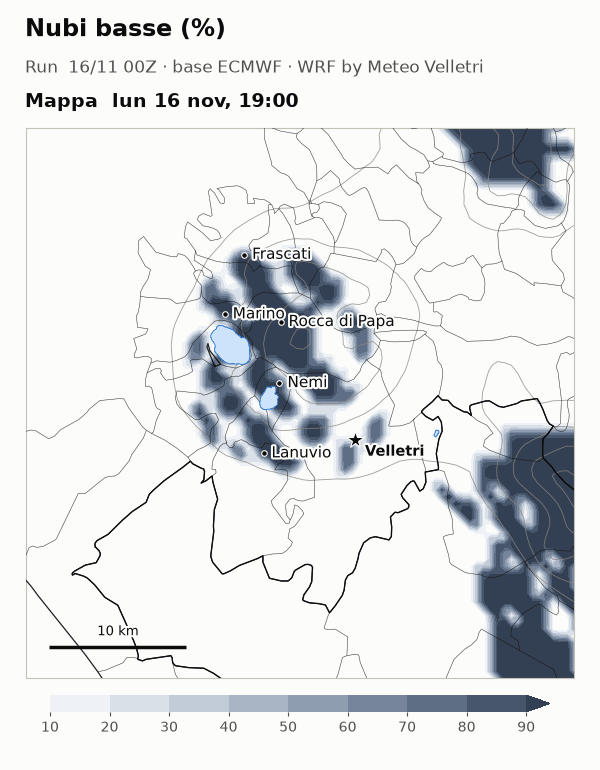 Nubi basse (%)
Run  16/11 00Z · base ECMWF · WRF by Meteo Velletri
Mappa  lun 16 nov, 19:00
Frascati
Marino
Rocca di Papa
Nemi
Velletri
Lanuvio
10 km
10 20 30 40 50 60 70 80 90